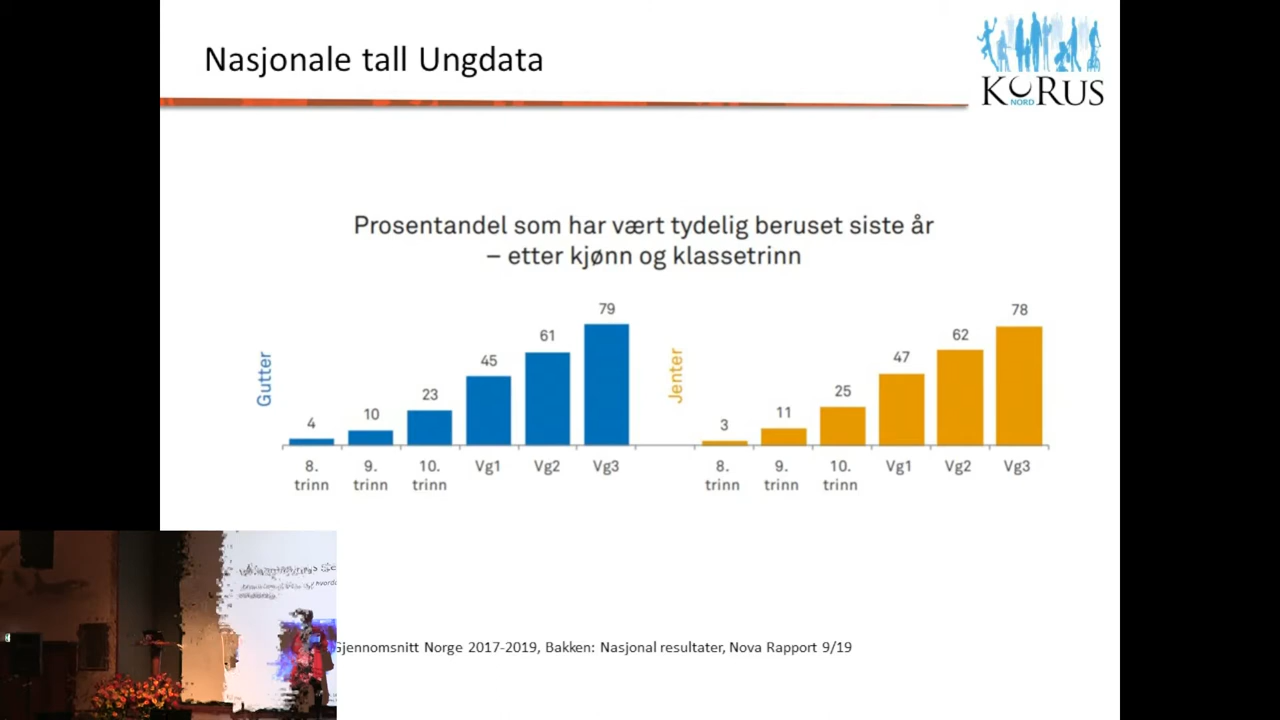 Nasjonale tall Ungdata
KoRUS
NORD
Prosentandel som har vært tydelig beruset siste år
– etter kjønn og klassetrinn
Gutter
4
10
23
45
61
79
8. trinn
9. trinn
10. trinn
Vg1
Vg2
Vg3
Jenter
3
11
25
47
62
78
8. trinn
9. trinn
10. trinn
Vg1
Vg2
Vg3
Gjennomsnitt Norge 2017-2019, Bakken: Nasjonal resultater, Nova Rapport 9/19